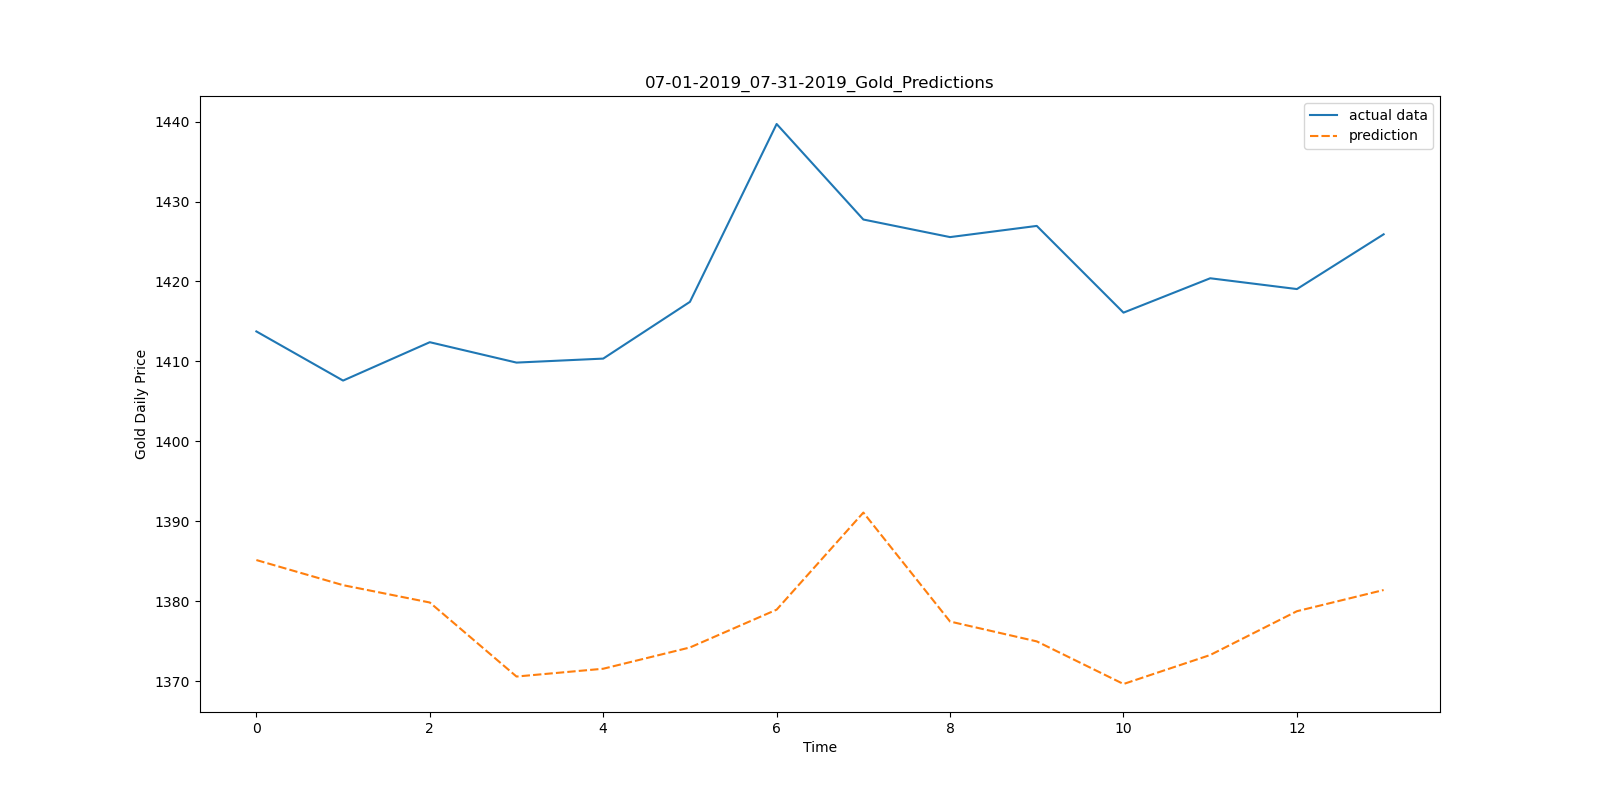 07-01-2019_07-31-2019_Gold_Predictions
actual data
prediction
1440
1430
1420
1410
1400
1390
1380
1370
Gold Daily Price
0 2 4 6 8 10 12
Time